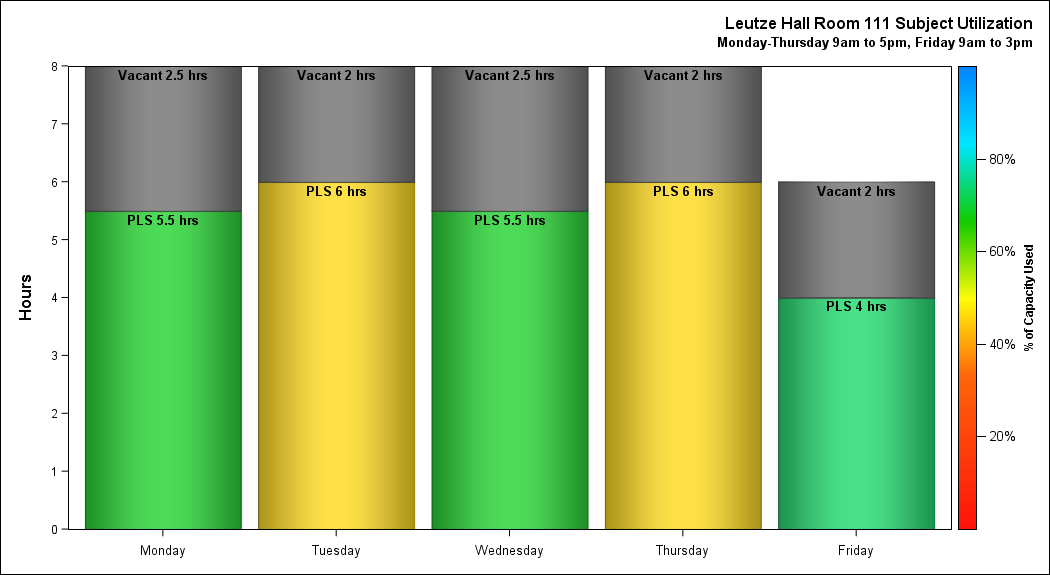 Leutze Hall Room 111 Subject Utilization
Monday-Thursday 9am to 5pm, Friday 9am to 3pm
8
7
6
5
4
3
2
1
0
Hours
Vacant 2.5 hrs
PLS 5.5 hrs
Vacant 2 hrs
PLS 6 hrs
Vacant 2.5 hrs
PLS 5.5 hrs
Vacant 2 hrs
PLS 6 hrs
Vacant 2 hrs
PLS 4 hrs
Monday
Tuesday
Wednesday
Thursday
Friday
80%
60%
40%
20%
% of Capacity Used